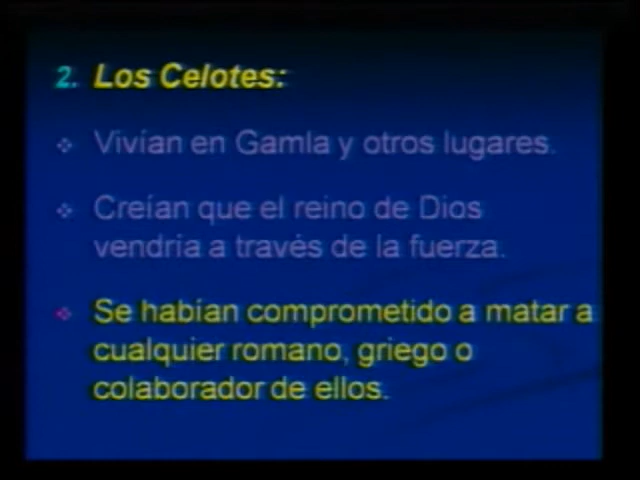 2. Los Celotes:
Vivían en Gamla y otros lugares.
Creían que el reino de Dios
vendría a través de la fuerza.
Se habían comprometido a matar a
cualquier romano, griego o
colaborador de ellos.